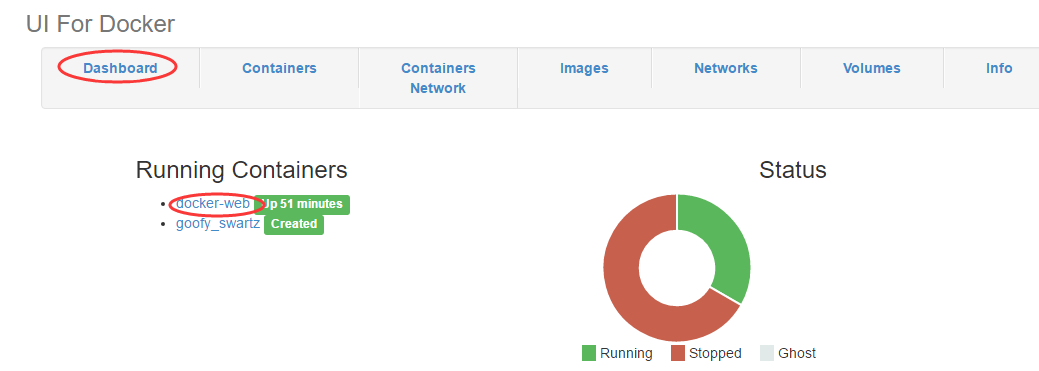 UI For Docker
Dashboard
Containers
Containers
Network
Images
Networks
Volumes
Info
Running Containers
docker-web Up 51 minutes
goofy_swartz Created
Status
Running Stopped Ghost